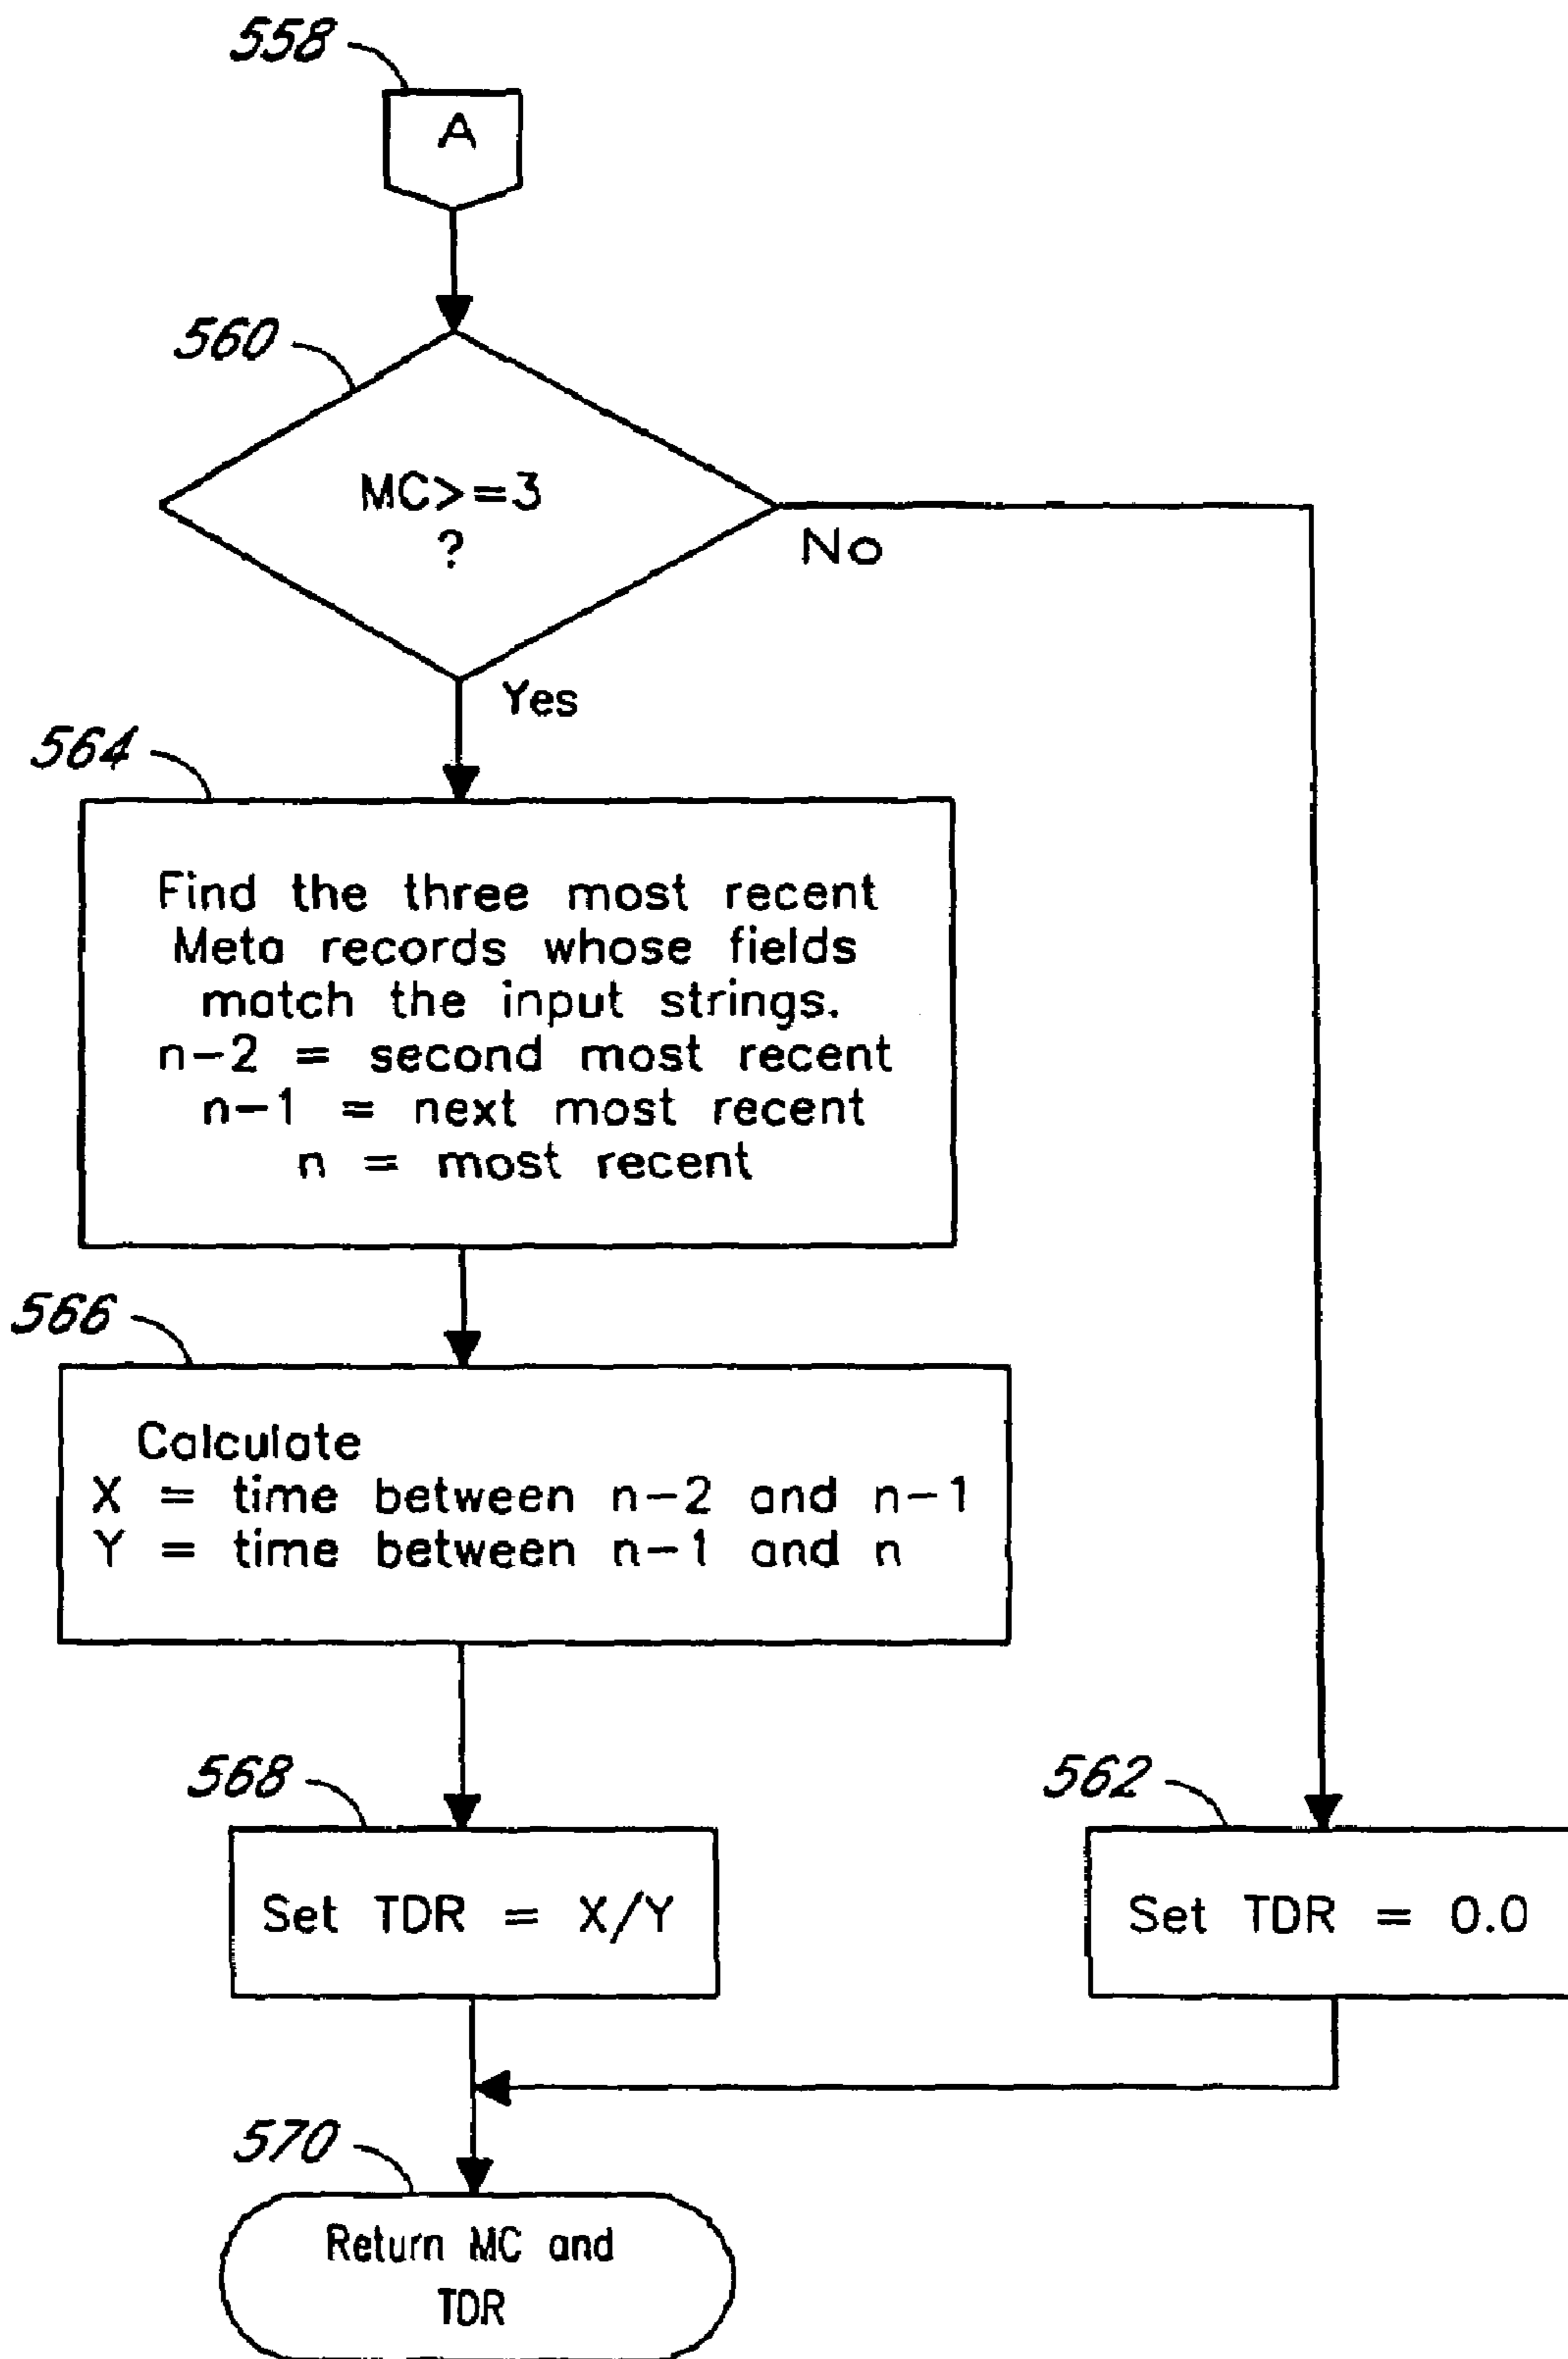 558
A
560
MC>=3
?
No
Yes
564
Find the three most recent
Meta records whose fields
match the input strings.
n-2 = second most recent
n-1 = next most recent
n = most recent
566
Calculate
X = time between n-2 and n-1
Y = time between n-1 and n
568
Set TDR = X/Y
562
Set TDR = 0.0
570
Return MC and
TDR